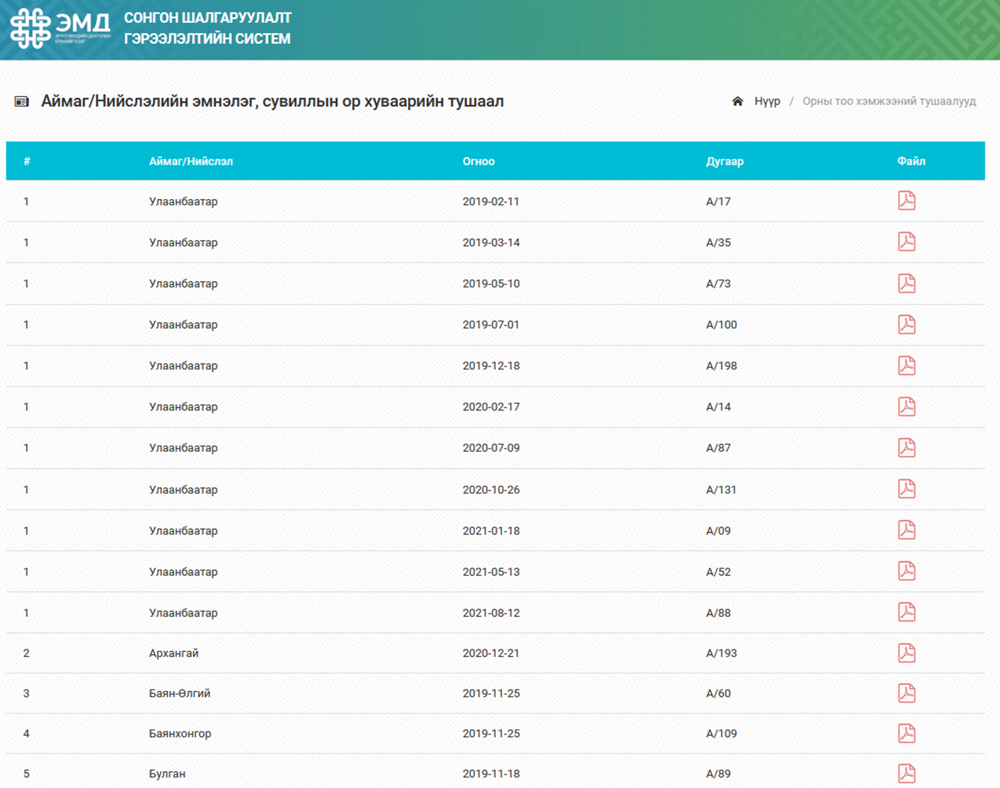 ЭМД
ЭРҮҮЛ МЭНДИЙН ДААТГАЛЫН
ЕРӨНХИЙ ГАЗАР
СОНГОН ШАЛГАРУУЛАЛТ
ГЭРЭЭЛЭЛТИЙН СИСТЕМ
Аймаг/Нийслэлийн эмнэлэг, сувиллын ор хуваарийн тушаал
Нүүр / Орны тоо хэмжээний тушаалууд
# Аймаг/Нийслэл Огноо Дугаар Файл
1 Улаанбаатар 2019-02-11 А/17
1 Улаанбаатар 2019-03-14 А/35
1 Улаанбаатар 2019-05-10 А/73
1 Улаанбаатар 2019-07-01 А/100
1 Улаанбаатар 2019-12-18 А/198
1 Улаанбаатар 2020-02-17 А/14
1 Улаанбаатар 2020-07-09 А/87
1 Улаанбаатар 2020-10-26 А/131
1 Улаанбаатар 2021-01-18 А/09
1 Улаанбаатар 2021-05-13 А/52
1 Улаанбаатар 2021-08-12 А/88
2 Архангай 2020-12-21 А/193
3 Баян-Өлгий 2019-11-25 А/60
4 Баянхонгор 2019-11-25 А/109
5 Булган 2019-11-18 А/89